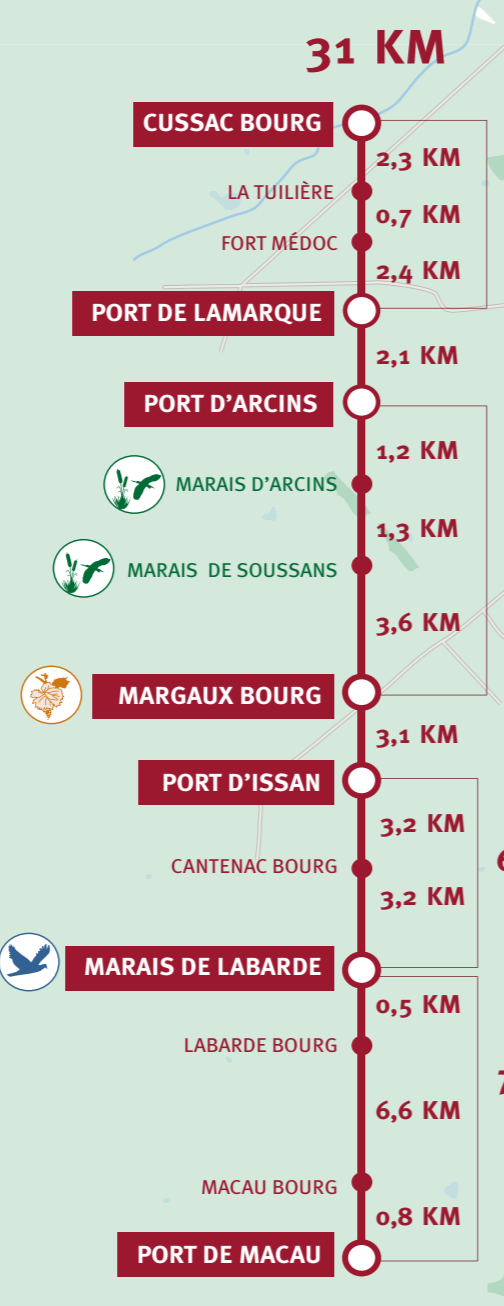 31 KM
CUSSAC BOURG
2,3 KM
LA TUILIÈRE
0,7 KM
FORT MÉDOC
2,4 KM
PORT DE LAMARQUE
2,1 KM
PORT D'ARCINS
1,2 KM
MARAIS D'ARCINS
1,3 KM
MARAIS DE SOUSSANS
3,6 KM
MARGAUX BOURG
3,1 KM
PORT D'ISSAN
3,2 KM
CANTENAC BOURG
3,2 KM
MARAIS DE LABARDE
0,5 KM
LABARDE BOURG
6,6 KM
MACAU BOURG
0,8 KM
PORT DE MACAU